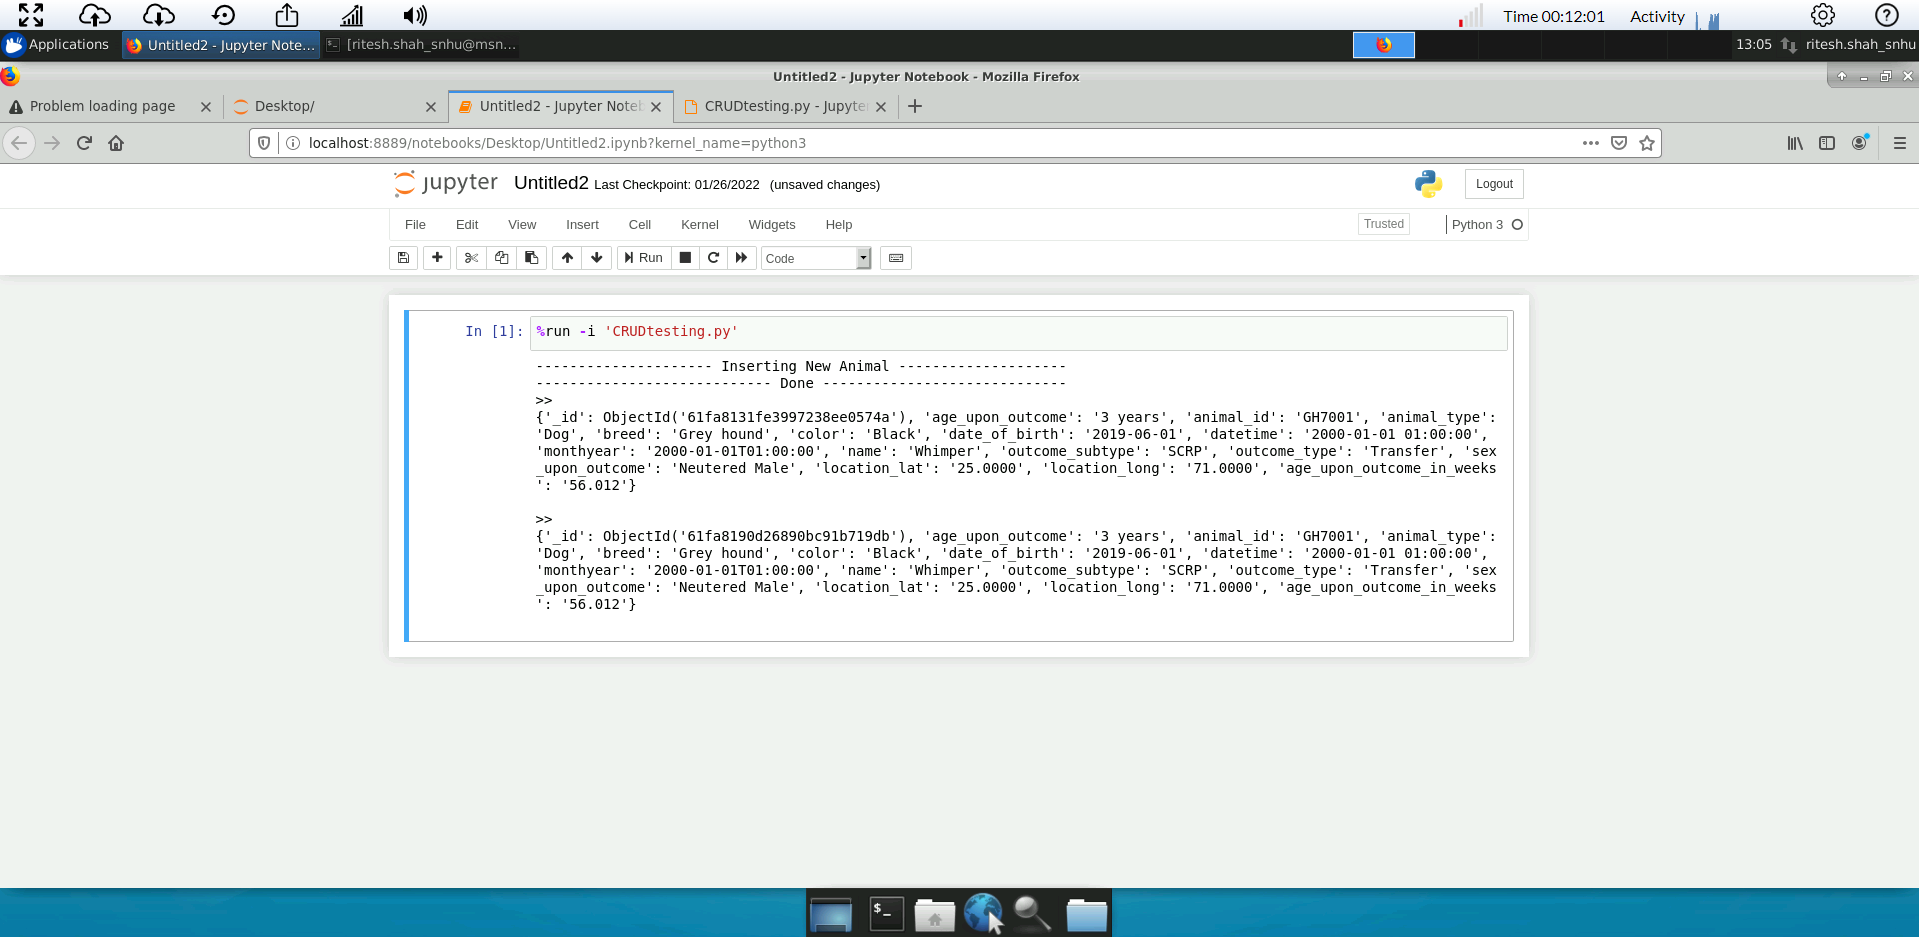 Time 00:12:01 Activity
Applications Untitled2 - Jupyter Note... [ritesh.shah_snhu@msn... 13:05 ritesh.shah_snhu
Untitled2 - Jupyter Notebook - Mozilla Firefox
Problem loading page Desktop/ Untitled2 - Jupyter Noteb CRUDtesting.py - Jupyte
localhost:8889/notebooks/Desktop/Untitled2.ipynb?kernel_name=python3
jupyter Untitled2 Last Checkpoint: 01/26/2022 (unsaved changes) Logout
File Edit View Insert Cell Kernel Widgets Help Trusted Python 3
Run Code
In [1]: %run -i 'CRUDtesting.py'
--------------------- Inserting New Animal --------------------
---------------------------- Done -----------------------------
>>
{'_id': ObjectId('61fa8131fe3997238ee0574a'), 'age_upon_outcome': '3 years', 'animal_id': 'GH7001', 'animal_type':
'Dog', 'breed': 'Grey hound', 'color': 'Black', 'date_of_birth': '2019-06-01', 'datetime': '2000-01-01 01:00:00',
'monthyear': '2000-01-01T01:00:00', 'name': 'Whimper', 'outcome_subtype': 'SCRP', 'outcome_type': 'Transfer', 'sex
_upon_outcome': 'Neutered Male', 'location_lat': '25.0000', 'location_long': '71.0000', 'age_upon_outcome_in_weeks
': '56.012'}
>>
{'_id': ObjectId('61fa8190d26890bc91b719db'), 'age_upon_outcome': '3 years', 'animal_id': 'GH7001', 'animal_type':
'Dog', 'breed': 'Grey hound', 'color': 'Black', 'date_of_birth': '2019-06-01', 'datetime': '2000-01-01 01:00:00',
'monthyear': '2000-01-01T01:00:00', 'name': 'Whimper', 'outcome_subtype': 'SCRP', 'outcome_type': 'Transfer', 'sex
_upon_outcome': 'Neutered Male', 'location_lat': '25.0000', 'location_long': '71.0000', 'age_upon_outcome_in_weeks
': '56.012'}
$_